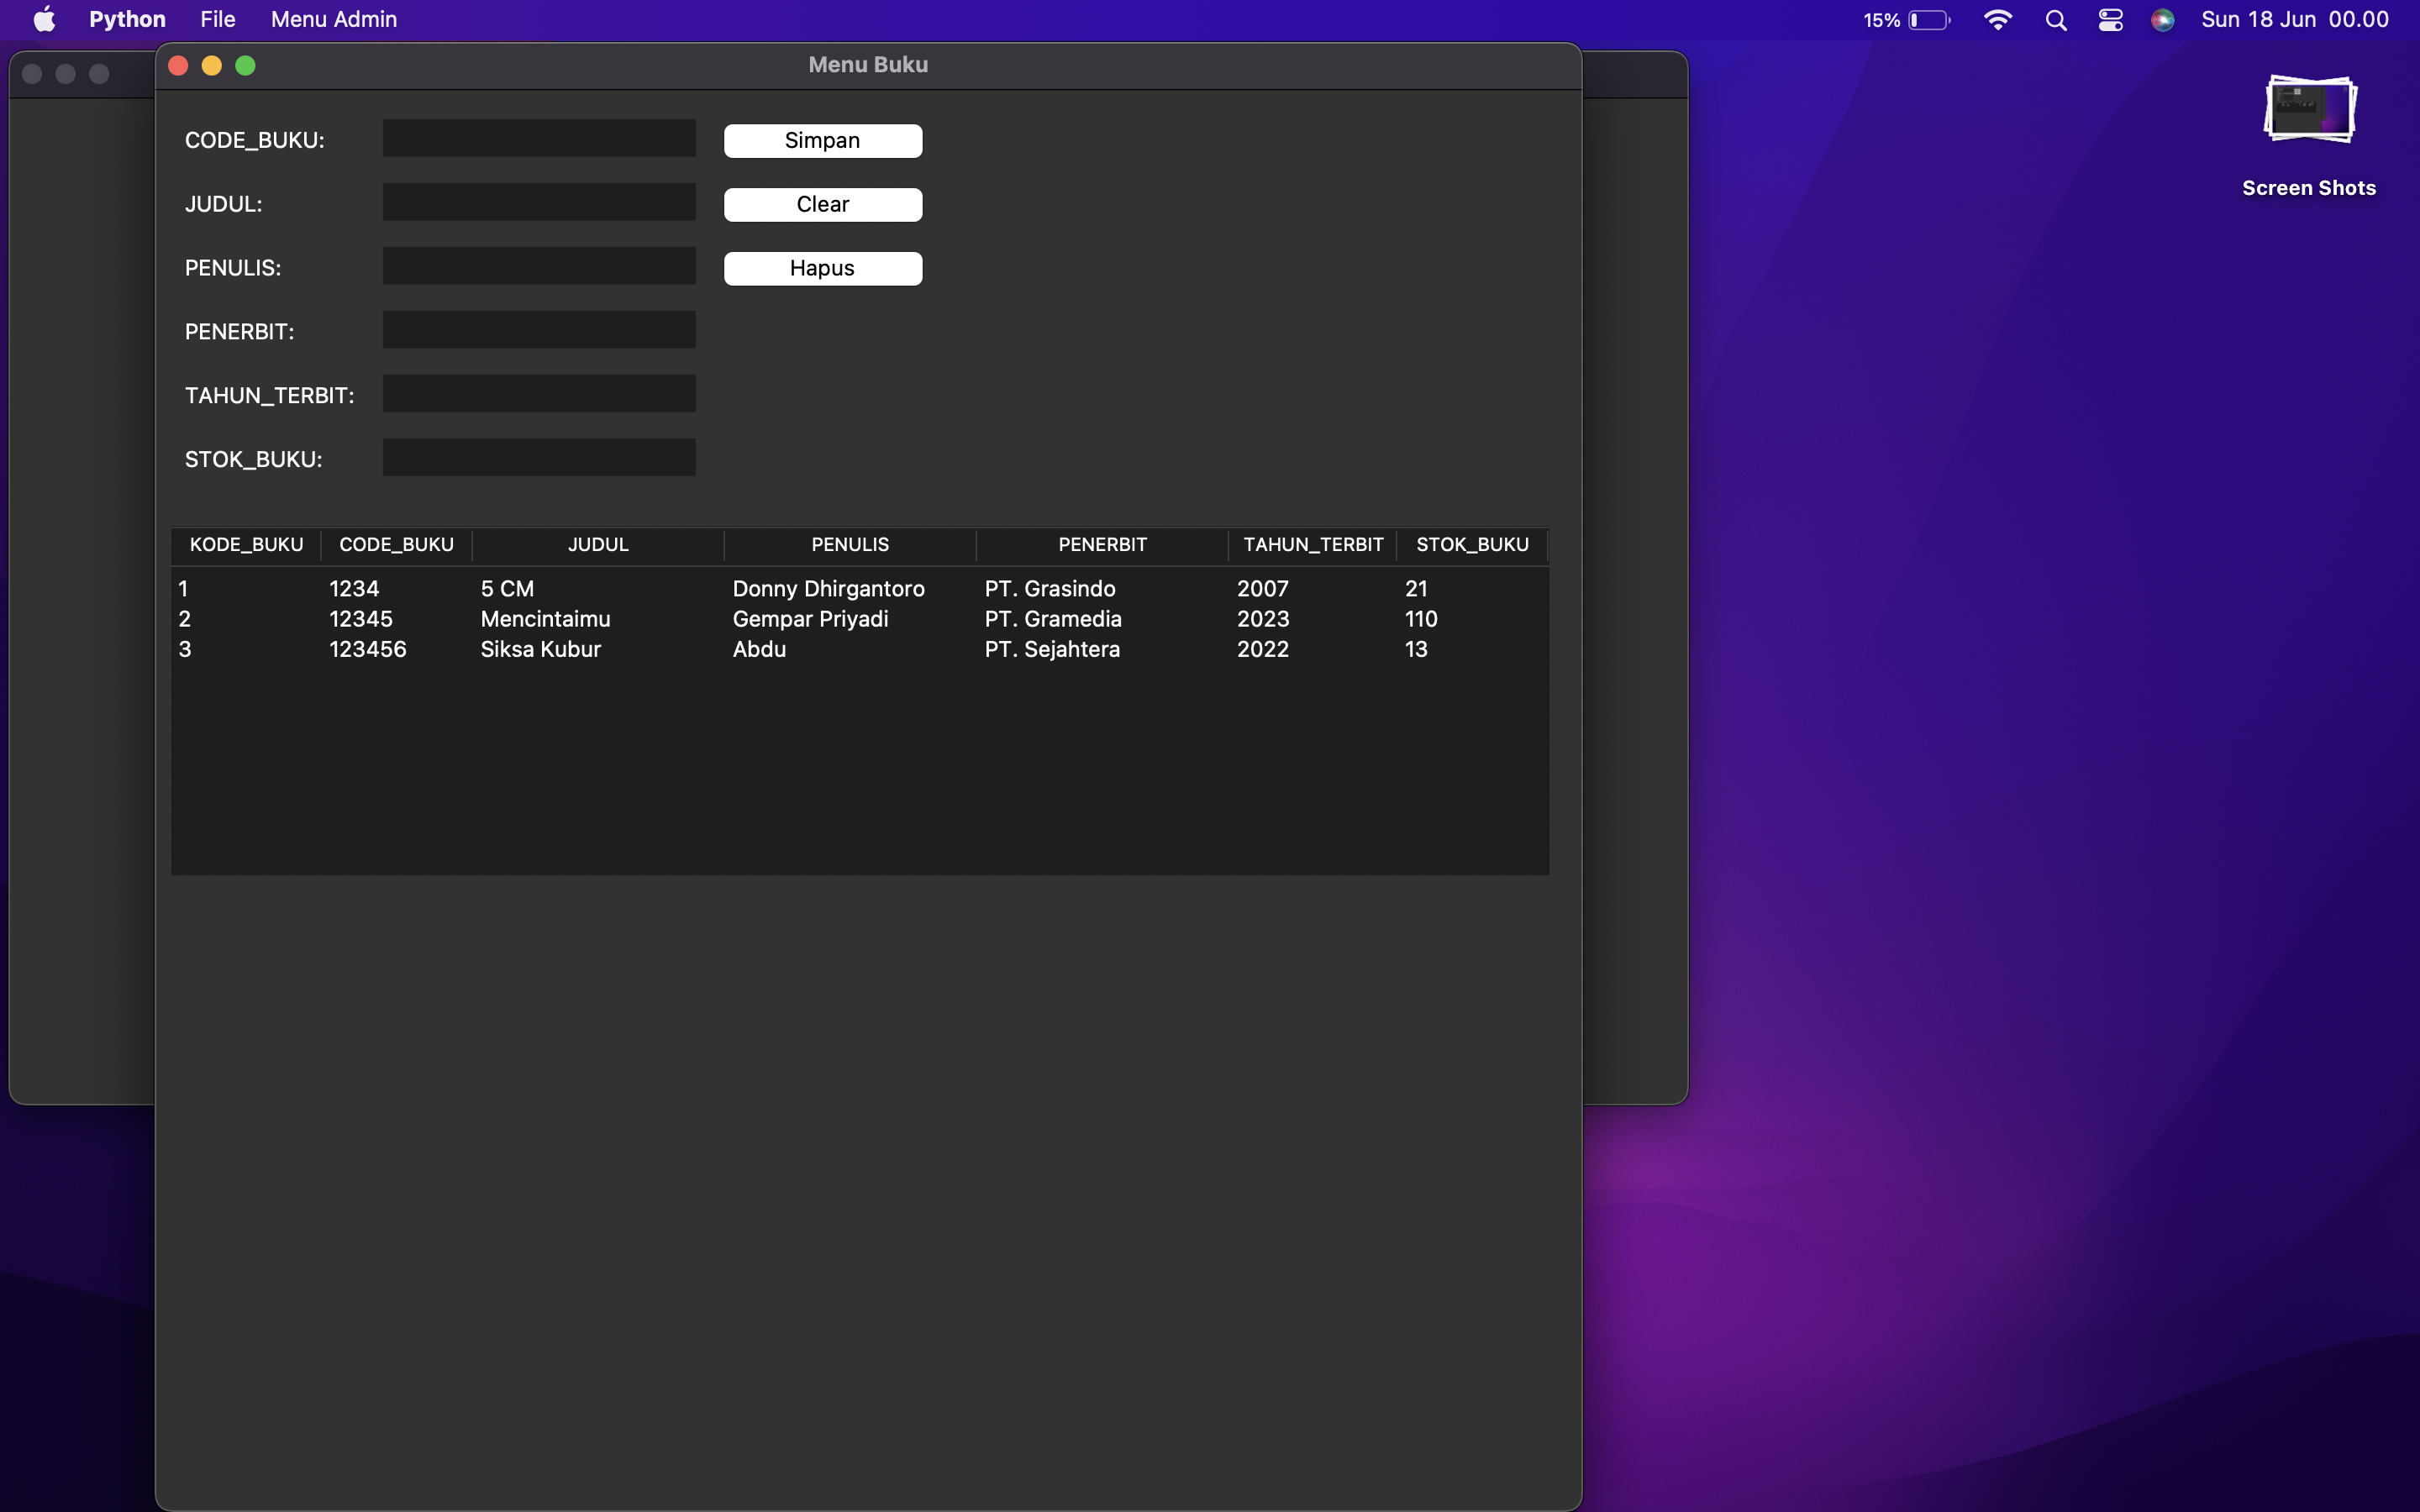 Python File Menu Admin 15% Sun 18 Jun 00.00
Menu Buku
CODE_BUKU: Simpan
JUDUL: Clear
PENULIS: Hapus
PENERBIT:
TAHUN_TERBIT:
STOK_BUKU:
Screen Shots
KODE_BUKU CODE_BUKU JUDUL PENULIS PENERBIT TAHUN_TERBIT STOK_BUKU
1 1234 5 CM Donny Dhirgantoro PT. Grasindo 2007 21
2 12345 Mencintaimu Gempar Priyadi PT. Gramedia 2023 110
3 123456 Siksa Kubur Abdu PT. Sejahtera 2022 13